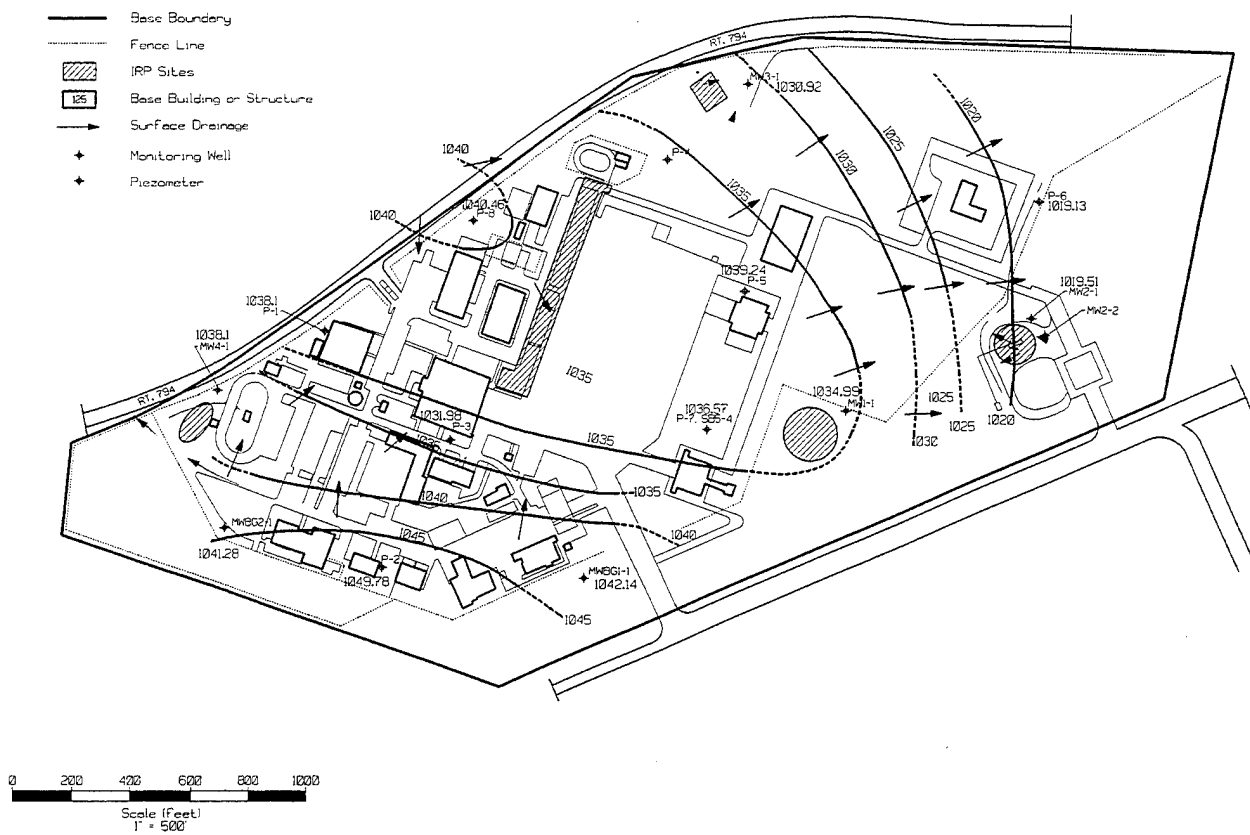 Base Boundary
Fence Line
IRP Sites
125 Base Building or Structure
Surface Drainage
Monitoring Well
Piezometer
RT. 794
MW3-1
1030.92
1020
1025
1030
1040
P-4
1035
1040
1040.46
P-8
P-6
1019.13
1039.24
P-5
1019.51
MW2-1
MW2-2
1038.1
P-1
1038.1
MW4-1
RT. 794
1035
1034.99
MW1-1
1036.57
P-7, SBS-4
1025
1025
1020
1030
1031.98
P-3
1035
1035
1040
1040
1045
MWBG2-1
1041.28
P-2
1049.78
MWBG1-1
1042.14
1045
0 200 400 600 800 1000
Scale (Feet)
1" = 500'